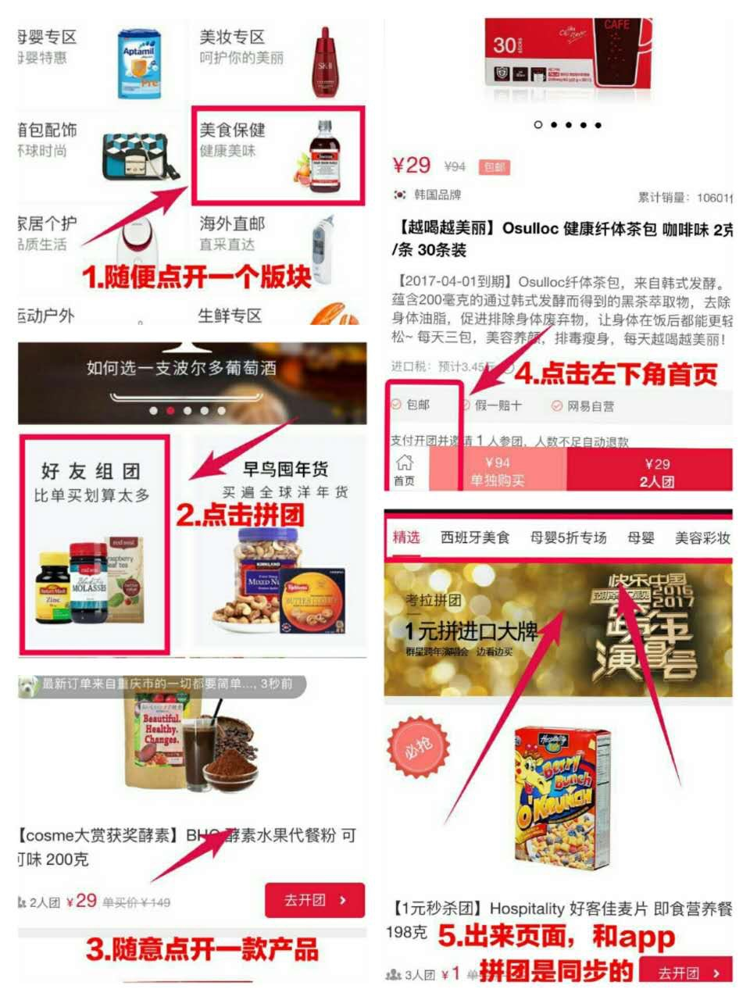 母婴专区
母婴特惠
Aptamil
Pre
美妆专区
呵护你的美丽
SK-II
箱包配饰
环球时尚
美食保健
健康美味
家居个护
品质生活
海外直邮
直采直达
1.随便点开一个版块
运动户外
生鲜专区
如何选一支波尔多葡萄酒
好友组团
比单买划算太多
早鸟囤年货
买遍全球洋年货
2.点击拼团
Zinc
red seal
MOLASSES
red seal
raspberry
leaf tea
KIRKLAND
MIXED NU
最新订单来自重庆市的一切都要简单..., 3秒前
Beautiful.
Healthy.
Changes.
【cosme大赏获奖酵素】BHC 酵素水果代餐粉 可
可味 200克
2人团 ¥29 单买价¥149
去开团
3.随意点开一款产品
CAFE
30
sticks
¥29 ¥94 包邮
韩国品牌
累计销量：10601件
【越喝越美丽】Osulloc 健康纤体茶包 咖啡味 2克
/条 30条装
【2017-04-01到期】Osulloc纤体茶包，来自韩式发酵。
蕴含200毫克的通过韩式发酵而得到的黑茶萃取物，去除
身体油脂，促进排除身体废弃物，让身体在饭后都能更轻
松~ 每天三包，美容养颜，排毒瘦身，每天越喝越美丽！
进口税：预计3.45元
4.点击左下角首页
包邮
假一赔十
网易自营
支付开团并邀请 1 人参团，人数不足自动退款
首页
¥94
单独购买
¥29
2人团
精选 西班牙美食 母婴5折专场 母婴 美容彩妆
考拉拼团
1元拼进口大牌
群星跨年演唱会 边看边买
快乐中国
2016
2017
跨年
演唱会
必抢
Hospitality
Berry
Bunch
O'KRUNCH
【1元秒杀团】Hospitality 好客佳麦片 即食营养餐
198克
5.出来页面，和app
拼团是同步的
3人团 ¥1 单
去开团